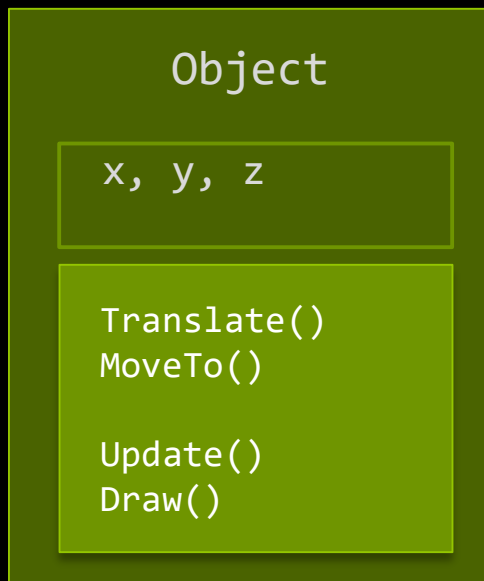 Object
x, y, z
Translate()
MoveTo()
Update()
Draw()